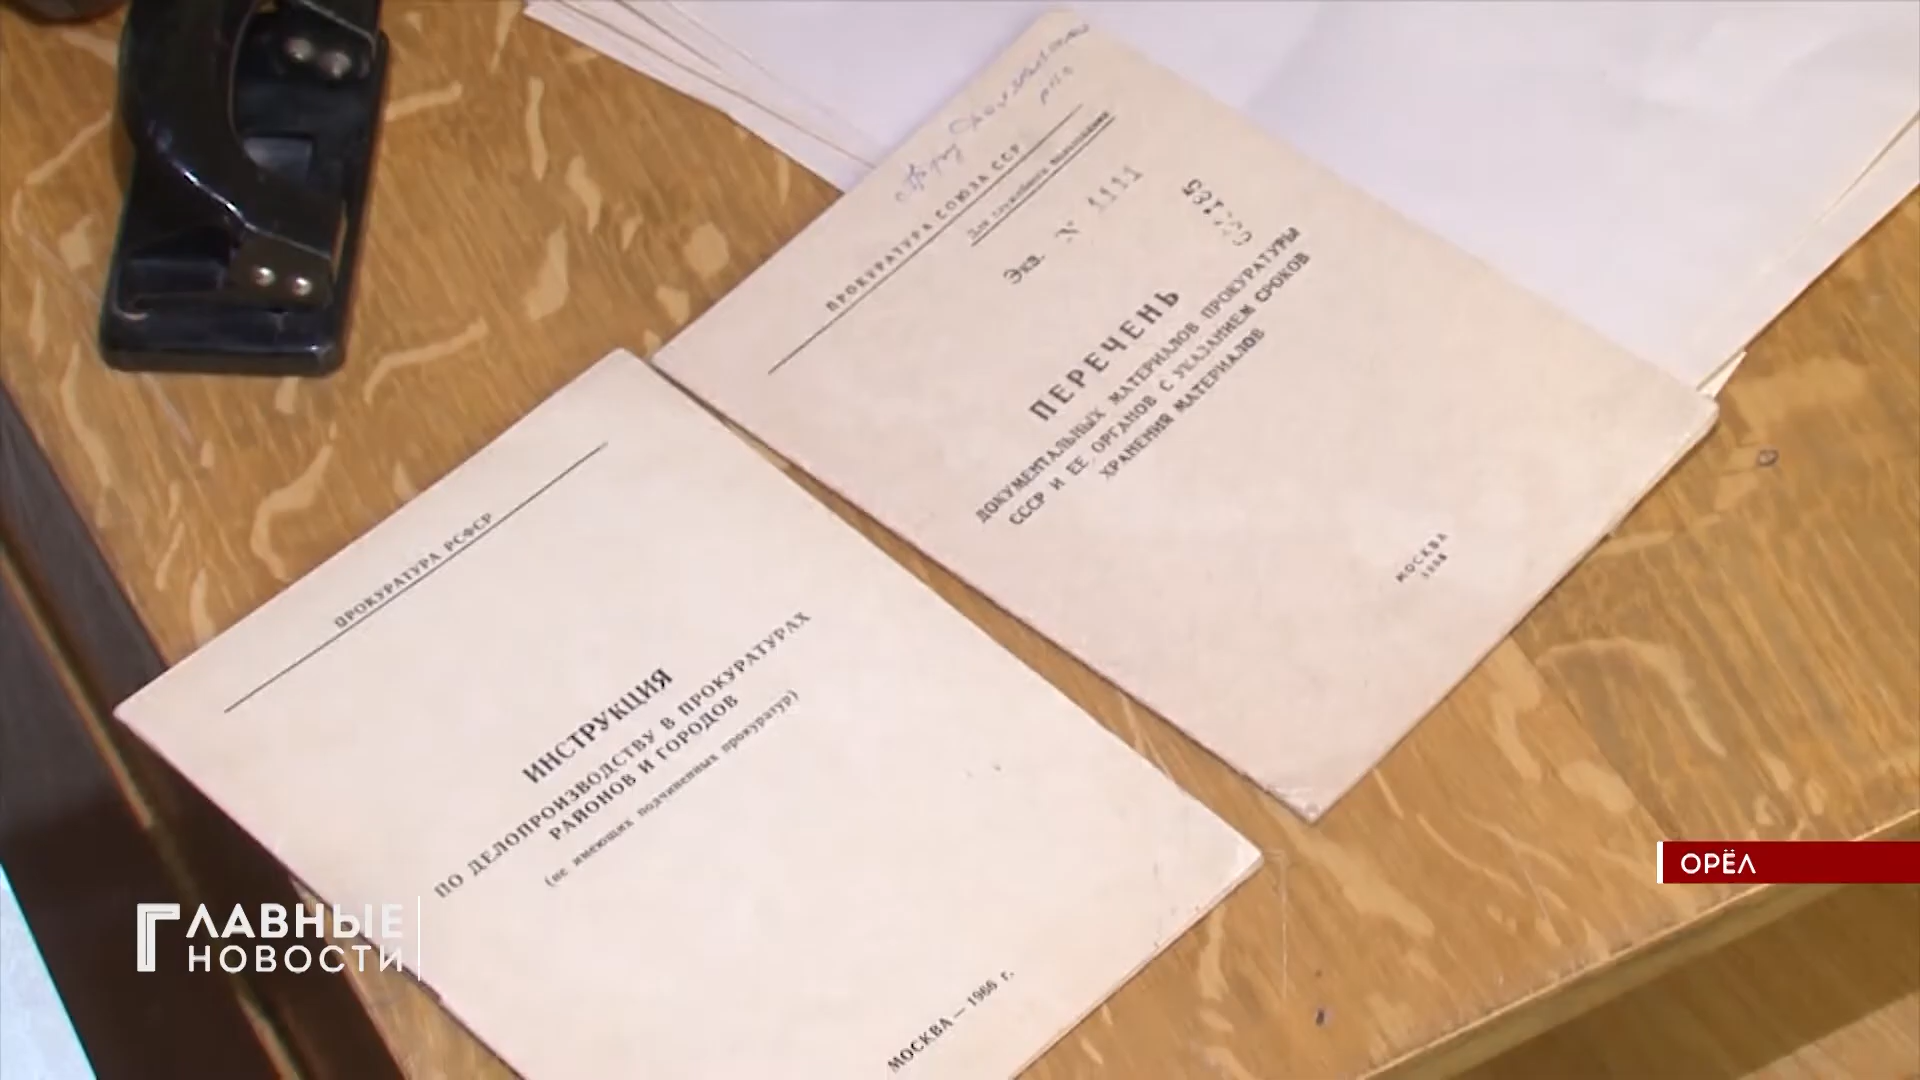 ПРОКУРАТУРА СОЮЗА ССР
Для служебного пользования
Экз. № 1111
ПЕРЕЧЕНЬ
ДОКУМЕНТАЛЬНЫХ МАТЕРИАЛОВ ПРОКУРАТУРЫ
СССР И ЕЕ ОРГАНОВ С УКАЗАНИЕМ СРОКОВ
ХРАНЕНИЯ МАТЕРИАЛОВ
МОСКВА
ПРОКУРАТУРА РСФСР
ИНСТРУКЦИЯ
ПО ДЕЛОПРОИЗВОДСТВУ В ПРОКУРАТУРАХ
РАЙОНОВ И ГОРОДОВ
(не имеющих подчиненных прокуратур)
МОСКВА — 1966 г.
ОРЁЛ
ГЛАВНЫЕ
НОВОСТИ